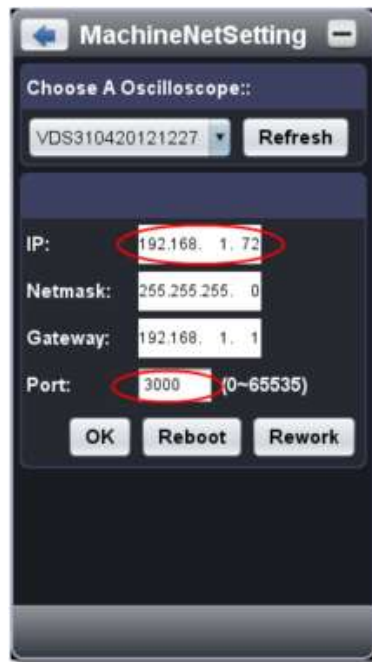 MachineNetSetting
Choose A Oscilloscope::
VDS310420121227 Refresh
IP: 192.168. 1. 72
Netmask: 255.255.255. 0
Gateway: 192.168. 1. 1
Port: 3000 (0~65535)
OK Reboot Rework